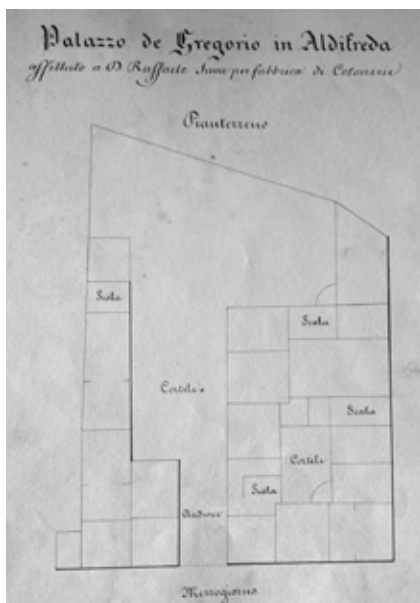 Palazzo de Gregorio in Aldifreda
affittato a D. Raffaele Sava per fabbrica di Cotonerie
Pianterreno
Scala
Scala
Cortile
Scala
Cortile
Scala
Androne
Mezzogiorno